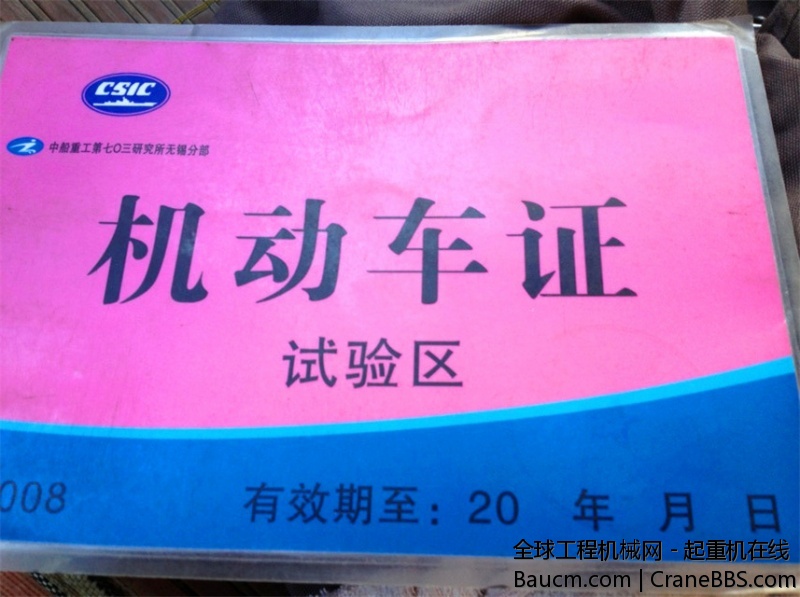 CSIC
中船重工第七〇三研究所无锡分部
机动车证
试验区
008
有效期至：20 年 月 日
全球工程机械网 - 起重机在线
Baucm.com | CraneBBS.com